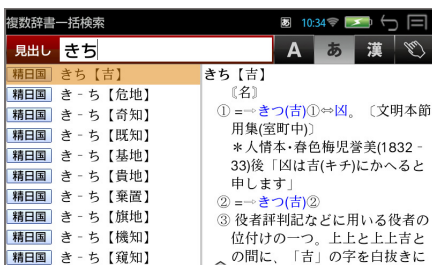 複数辞書一括検索 あ 10:34
見出し きち A あ 漢
精日国 きち【吉】
精日国 き‐ち【危地】
精日国 き‐ち【奇知】
精日国 き‐ち【既知】
精日国 き‐ち【基地】
精日国 き‐ち【貴地】
精日国 き‐ち【棄置】
精日国 き‐ち【旗地】
精日国 き‐ち【機知】
精日国 き‐ち【窺知】
きち【吉】
〘名〙
①=⇨きつ(吉)①⇔凶。〔文明本節
用集(室町中)〕
＊人情本・春色梅児誉美(1832‐
33)後「凶は吉(キチ)にかへると
申します」
②=⇨きつ(吉)②
③役者評判記などに用いる役者の
位付けの一つ。上上と上上吉と
の間に、「吉」の字を白抜きに